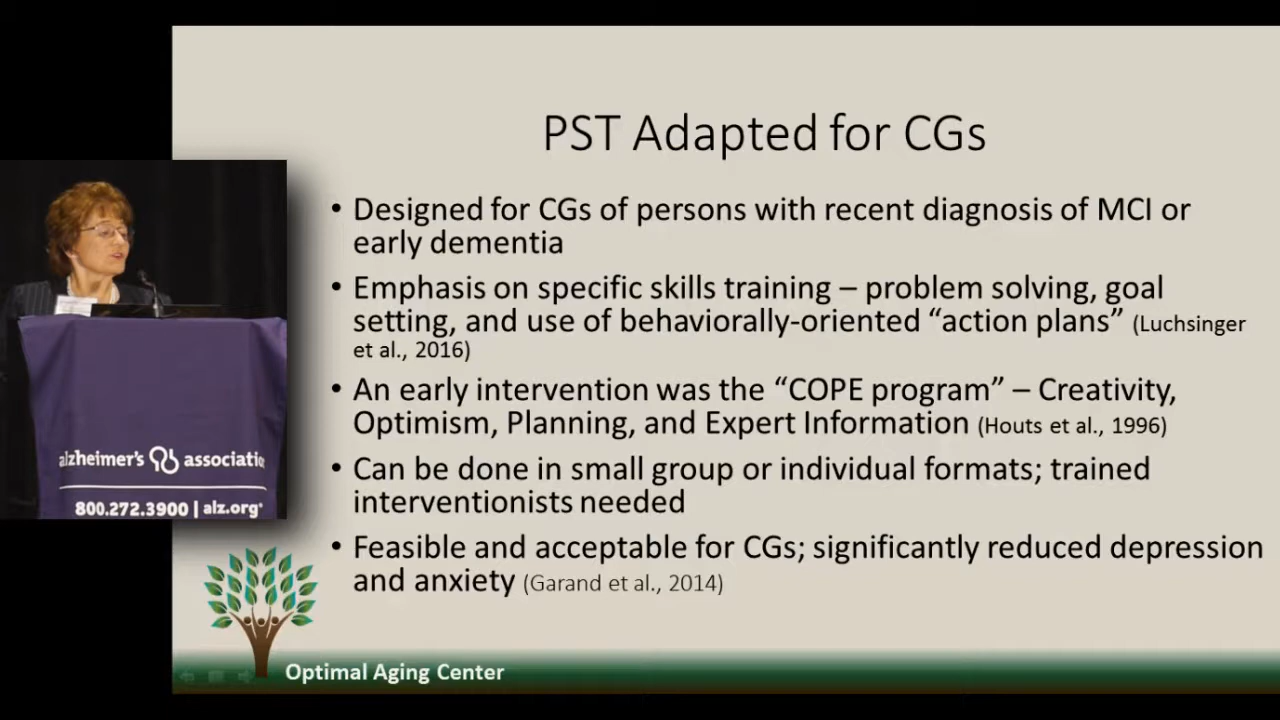 PST Adapted for CGs
• Designed for CGs of persons with recent diagnosis of MCI or
early dementia
• Emphasis on specific skills training – problem solving, goal
setting, and use of behaviorally-oriented “action plans” (Luchsinger
et al., 2016)
• An early intervention was the “COPE program” – Creativity,
Optimism, Planning, and Expert Information (Houts et al., 1996)
• Can be done in small group or individual formats; trained
interventionists needed
• Feasible and acceptable for CGs; significantly reduced depression
and anxiety (Garand et al., 2014)
alzheimer's associatio
800.272.3900 | alz.org®
Optimal Aging Center